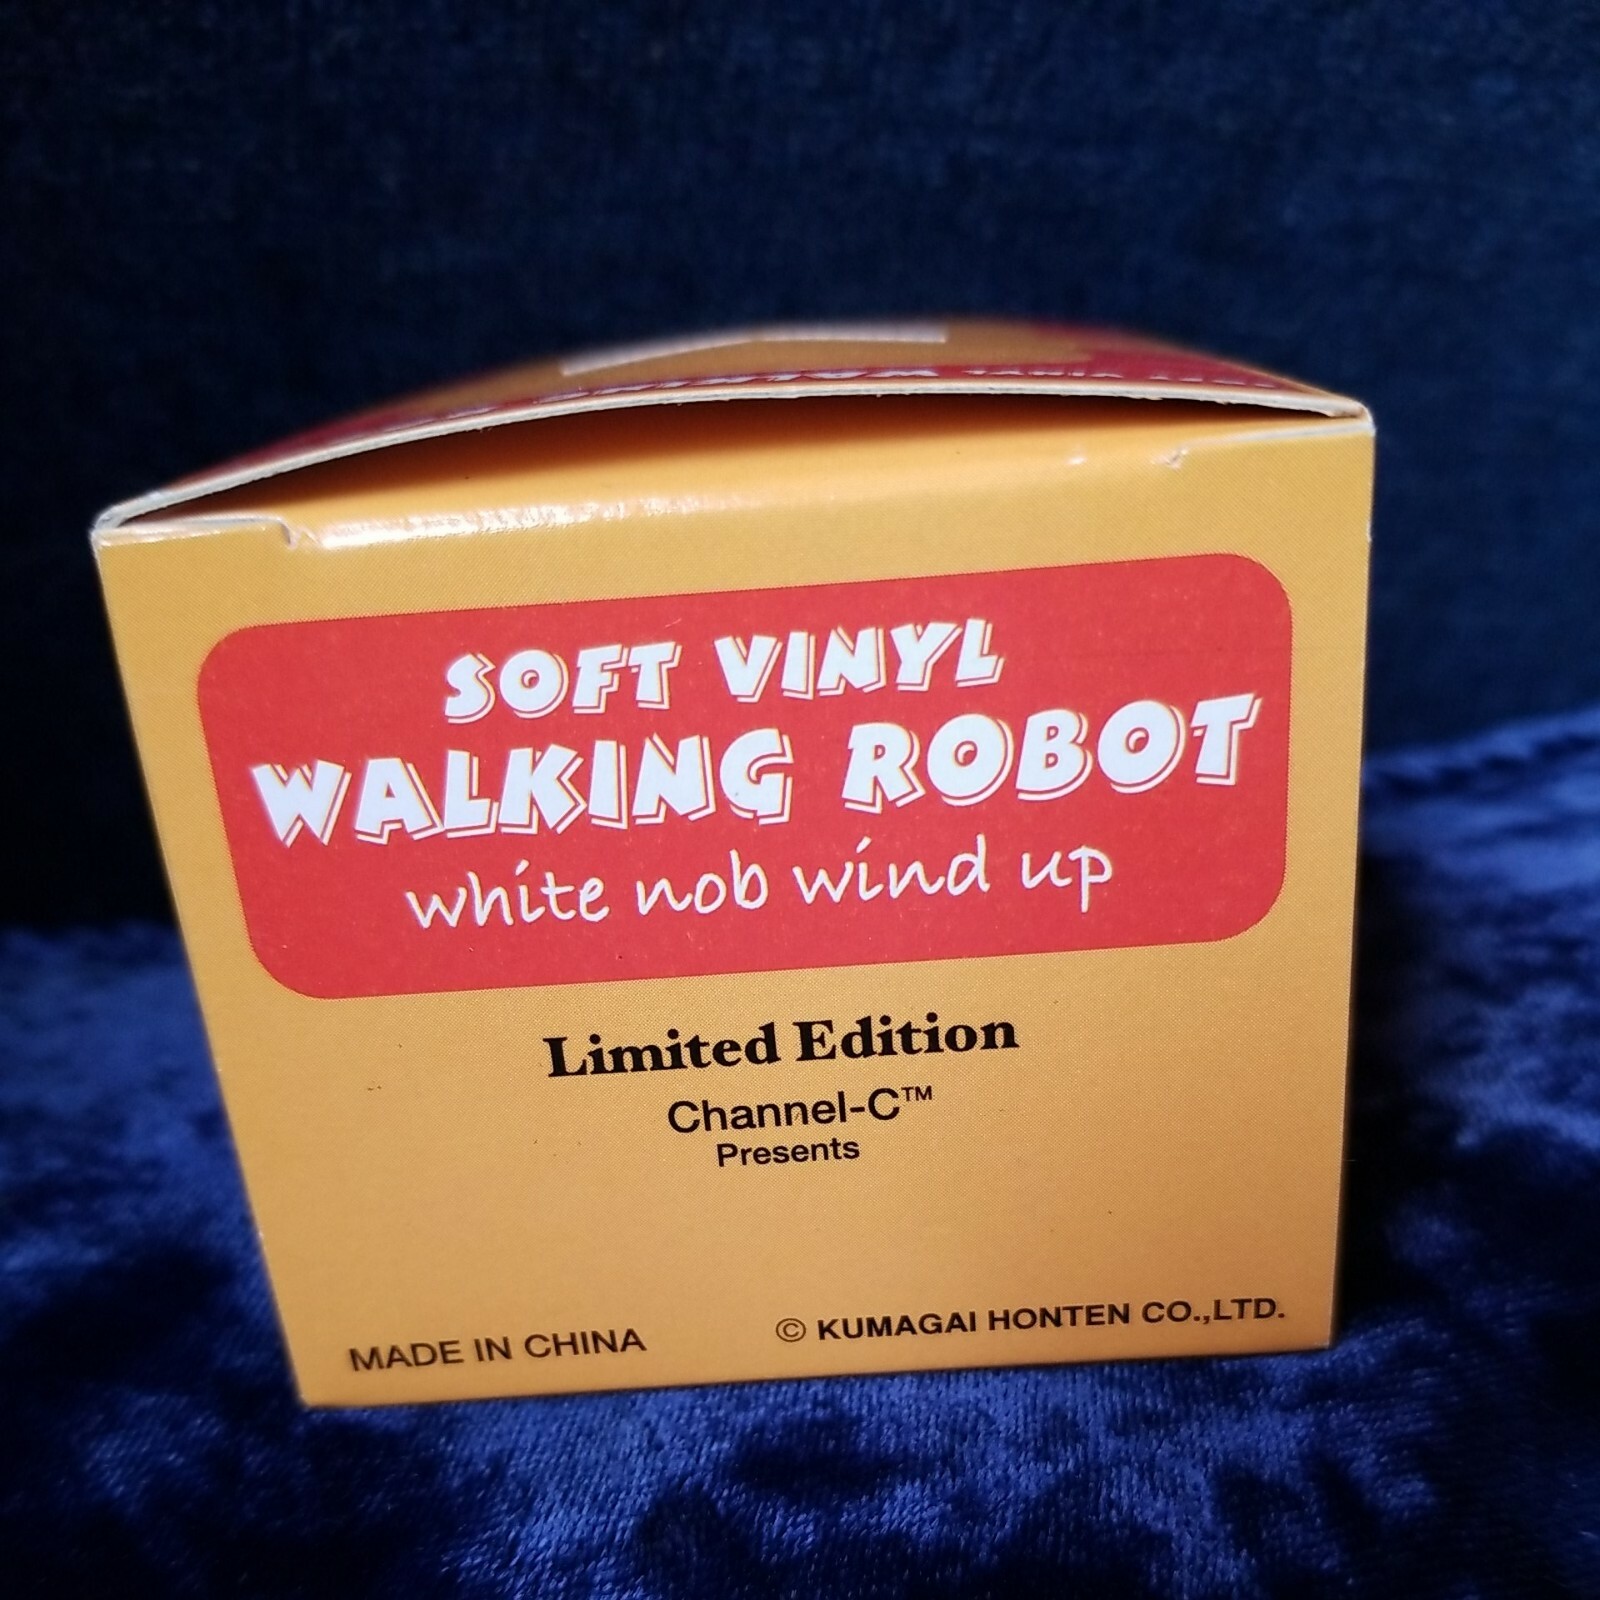 SOFT VINYL
WALKING ROBOT
white nob wind up
Limited Edition
Channel-C™
Presents
MADE IN CHINA
© KUMAGAI HONTEN CO.,LTD.